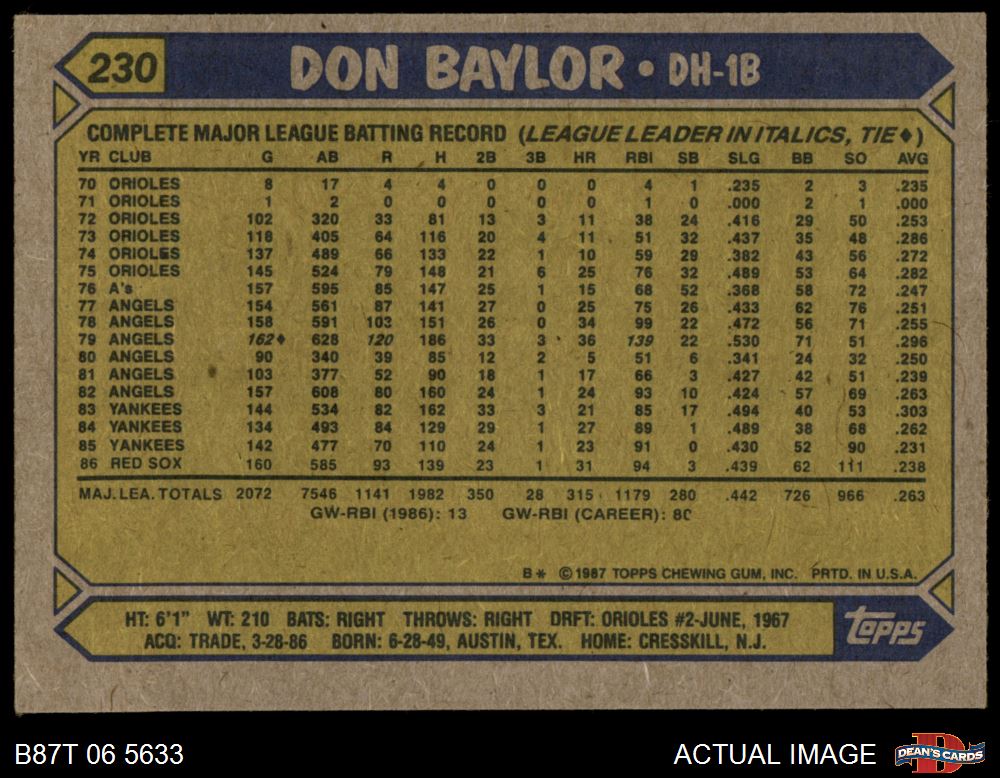 230 DON BAYLOR • DH-1B
COMPLETE MAJOR LEAGUE BATTING RECORD (LEAGUE LEADER IN ITALICS, TIE♦)
YR CLUB G AB R H 2B 3B HR RBI SB SLG BB SO AVG
70 ORIOLES 8 17 4 4 0 0 0 4 1 .235 2 3 .235
71 ORIOLES 1 2 0 0 0 0 0 1 0 .000 2 1 .000
72 ORIOLES 102 320 33 81 13 3 11 38 24 .416 29 50 .253
73 ORIOLES 118 405 64 116 20 4 11 51 32 .437 35 48 .286
74 ORIOLES 137 489 66 133 22 1 10 59 29 .382 43 56 .272
75 ORIOLES 145 524 79 148 21 6 25 76 32 .489 53 64 .282
76 A's 157 595 85 147 25 1 15 68 52 .368 58 72 .247
77 ANGELS 154 561 87 141 27 0 25 75 26 .433 62 76 .251
78 ANGELS 158 591 103 151 26 0 34 99 22 .472 56 71 .255
79 ANGELS 162♦ 628 120 186 33 3 36 139 22 .530 71 51 .296
80 ANGELS 90 340 39 85 12 2 5 51 6 .341 24 32 .250
81 ANGELS 103 377 52 90 18 1 17 66 3 .427 42 51 .239
82 ANGELS 157 608 80 160 24 1 24 93 10 .424 57 69 .263
83 YANKEES 144 534 82 162 33 3 21 85 17 .494 40 53 .303
84 YANKEES 134 493 84 129 29 1 27 89 1 .489 38 68 .262
85 YANKEES 142 477 70 110 24 1 23 91 0 .430 52 90 .231
86 RED SOX 160 585 93 139 23 1 31 94 3 .439 62 111 .238
MAJ. LEA. TOTALS 2072 7546 1141 1982 350 28 315 1179 280 .442 726 966 .263
GW-RBI (1986): 13 GW-RBI (CAREER): 80
B* © 1987 TOPPS CHEWING GUM, INC. PRTD. IN U.S.A.
HT: 6'1" WT: 210 BATS: RIGHT THROWS: RIGHT DRFT: ORIOLES #2-JUNE, 1967
ACQ: TRADE, 3-28-86 BORN: 6-28-49, AUSTIN, TEX. HOME: CRESSKILL, N.J.
topps
B87T 06 5633 ACTUAL IMAGE DEAN'S CARDS